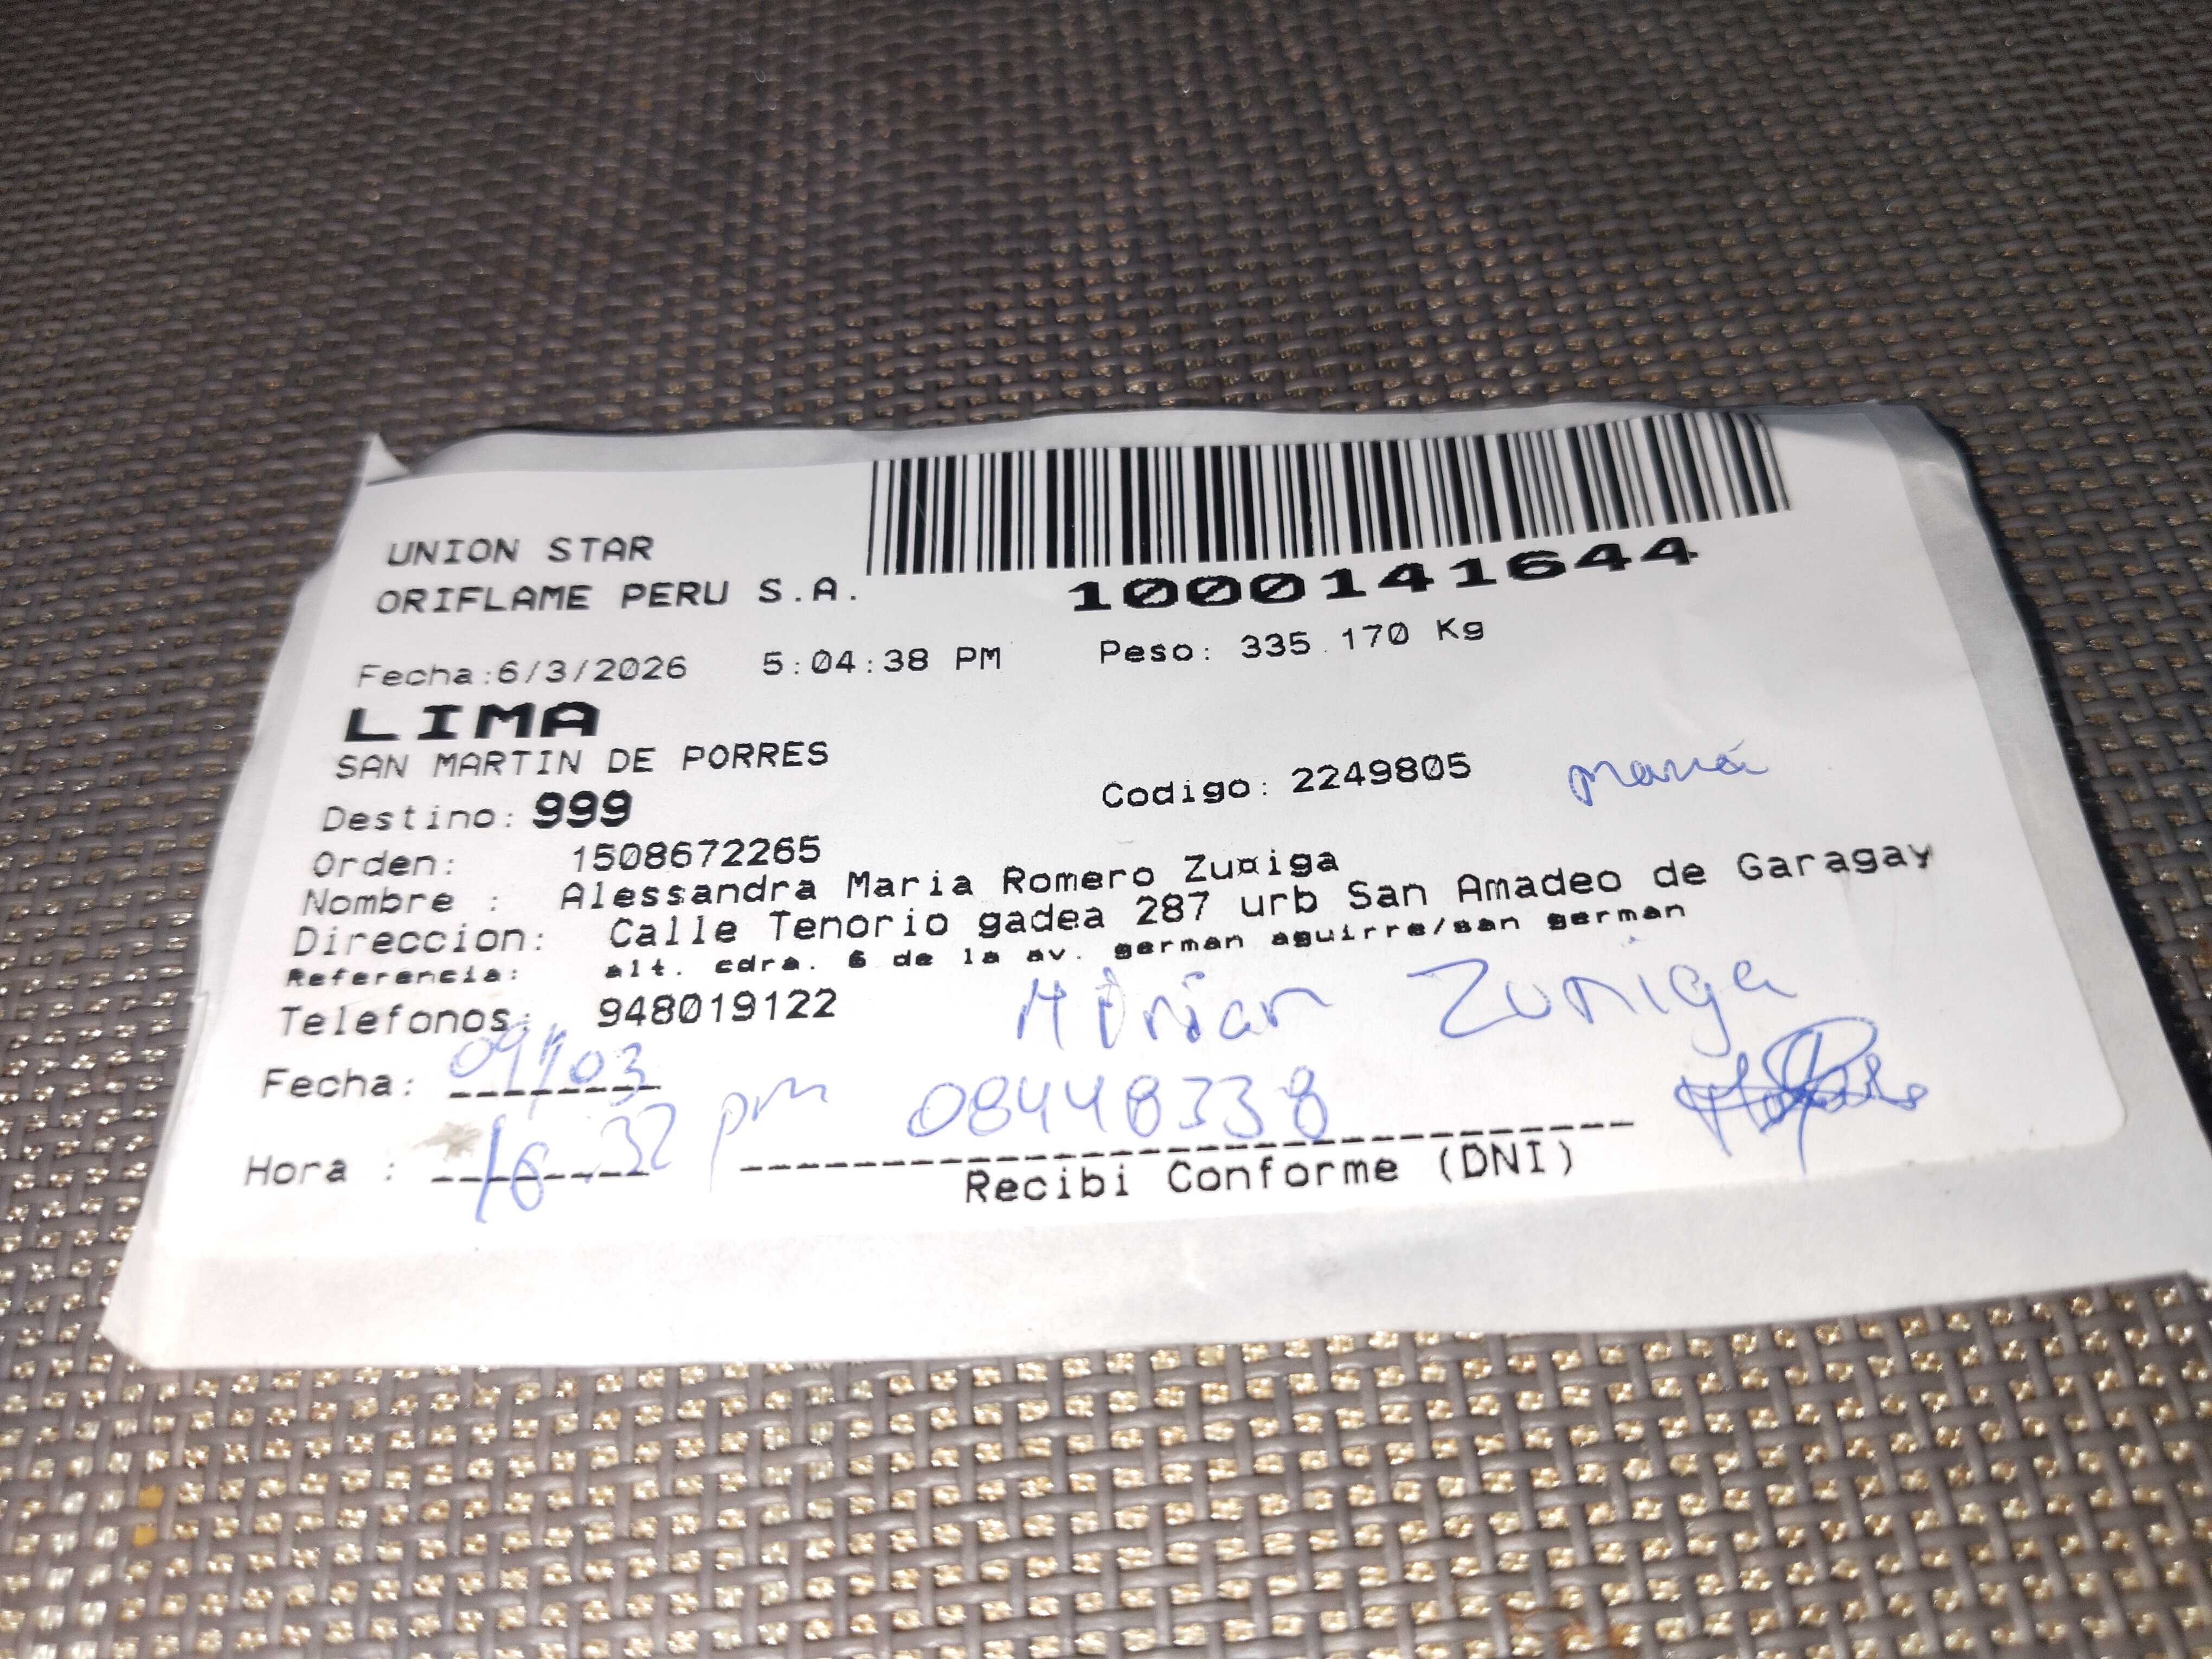 UNION STAR
ORIFLAME PERU S.A.
1000141644
Fecha:6/3/2026 5:04:38 PM Peso: 335.170 Kg
LIMA
SAN MARTIN DE PORRES
Destino: 999 Codigo: 2249805
Orden: 1508672265
Nombre : Alessandra Maria Romero Zu¤iga
Direccion: Calle Tenorio gadea 287 urb San Amadeo de Garagay
Referencia: alt. cdra. 6 de la av. german aguirre/san german
Telefonos: 948019122
Zuniga
Fecha: 09/03
Hora : 16:32 pm 08448338
Recibi Conforme (DNI)